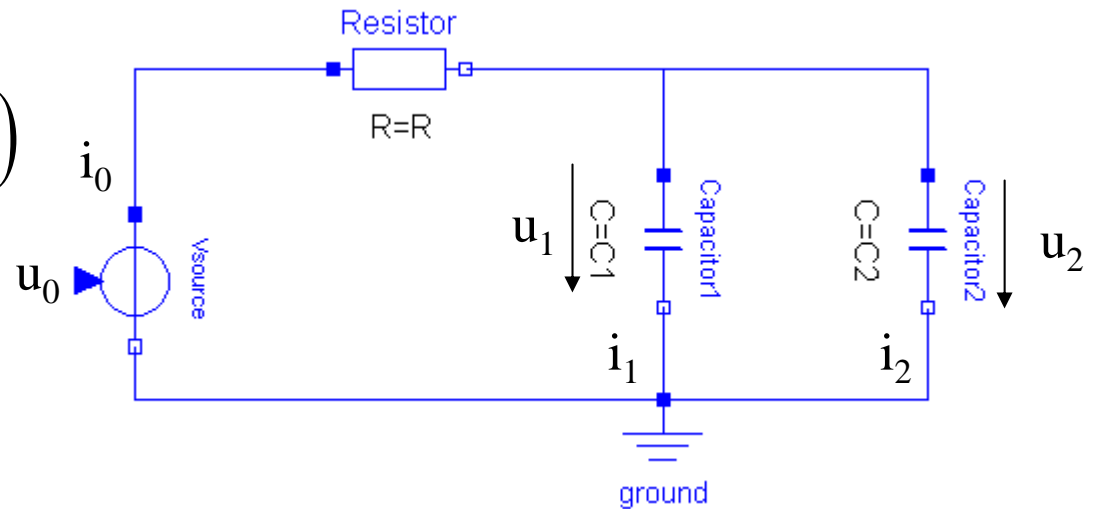 Resistor
R=R
)
i₀
u₀
Vsource
u₁
C=C1
Capacitor1
C=C2
Capacitor2
u₂
i₁
i₂
ground